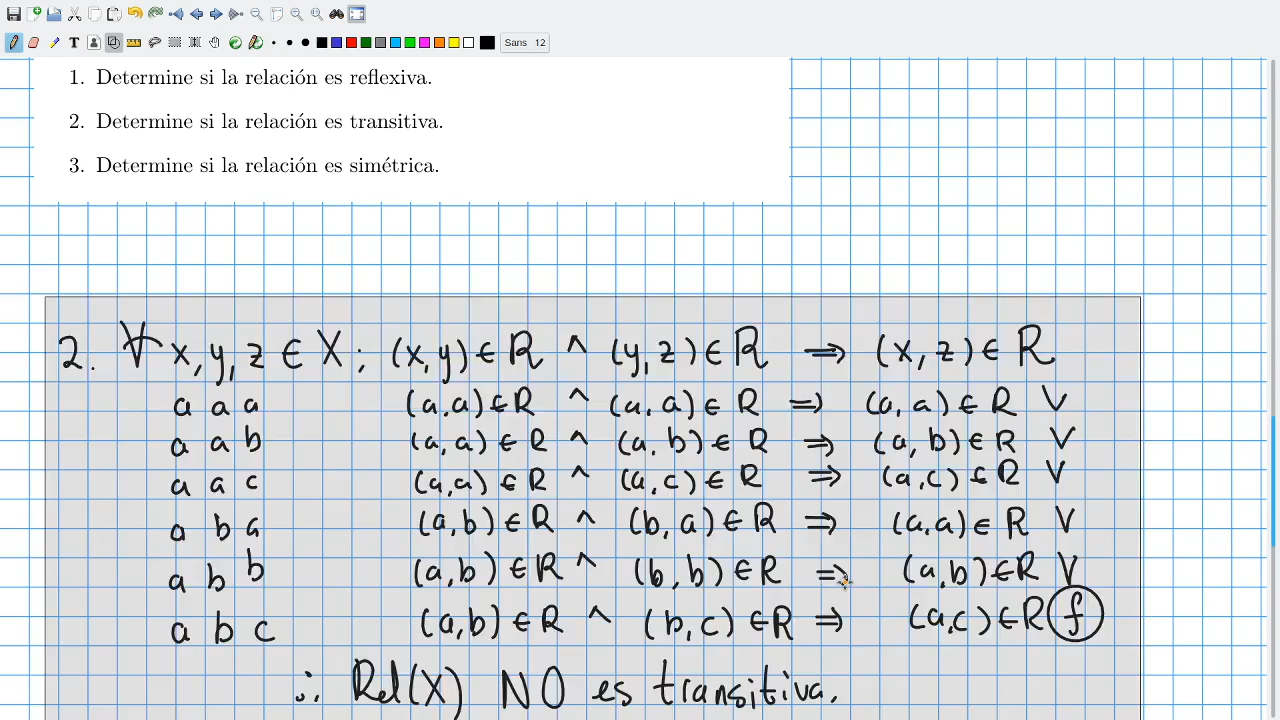 Sans 12
1. Determine si la relación es reflexiva.
2. Determine si la relación es transitiva.
3. Determine si la relación es simétrica.
2. ∀ x, y, z ∈ X ; (x, y) ∈ R ∧ (y, z) ∈ R ⇒ (x, z) ∈ R
a a a (a, a) ∈ R ∧ (a, a) ∈ R ⇒ (a, a) ∈ R V
a a b (a, a) ∈ R ∧ (a, b) ∈ R ⇒ (a, b) ∈ R V
a a c (a, a) ∈ R ∧ (a, c) ∈ R ⇒ (a, c) ∈ R V
a b a (a, b) ∈ R ∧ (b, a) ∈ R ⇒ (a, a) ∈ R V
a b b (a, b) ∈ R ∧ (b, b) ∈ R ⇒ (a, b) ∈ R V
a b c (a, b) ∈ R ∧ (b, c) ∈ R ⇒ (a, c) ∈ R f
∴ Rel(X) NO es transitiva.